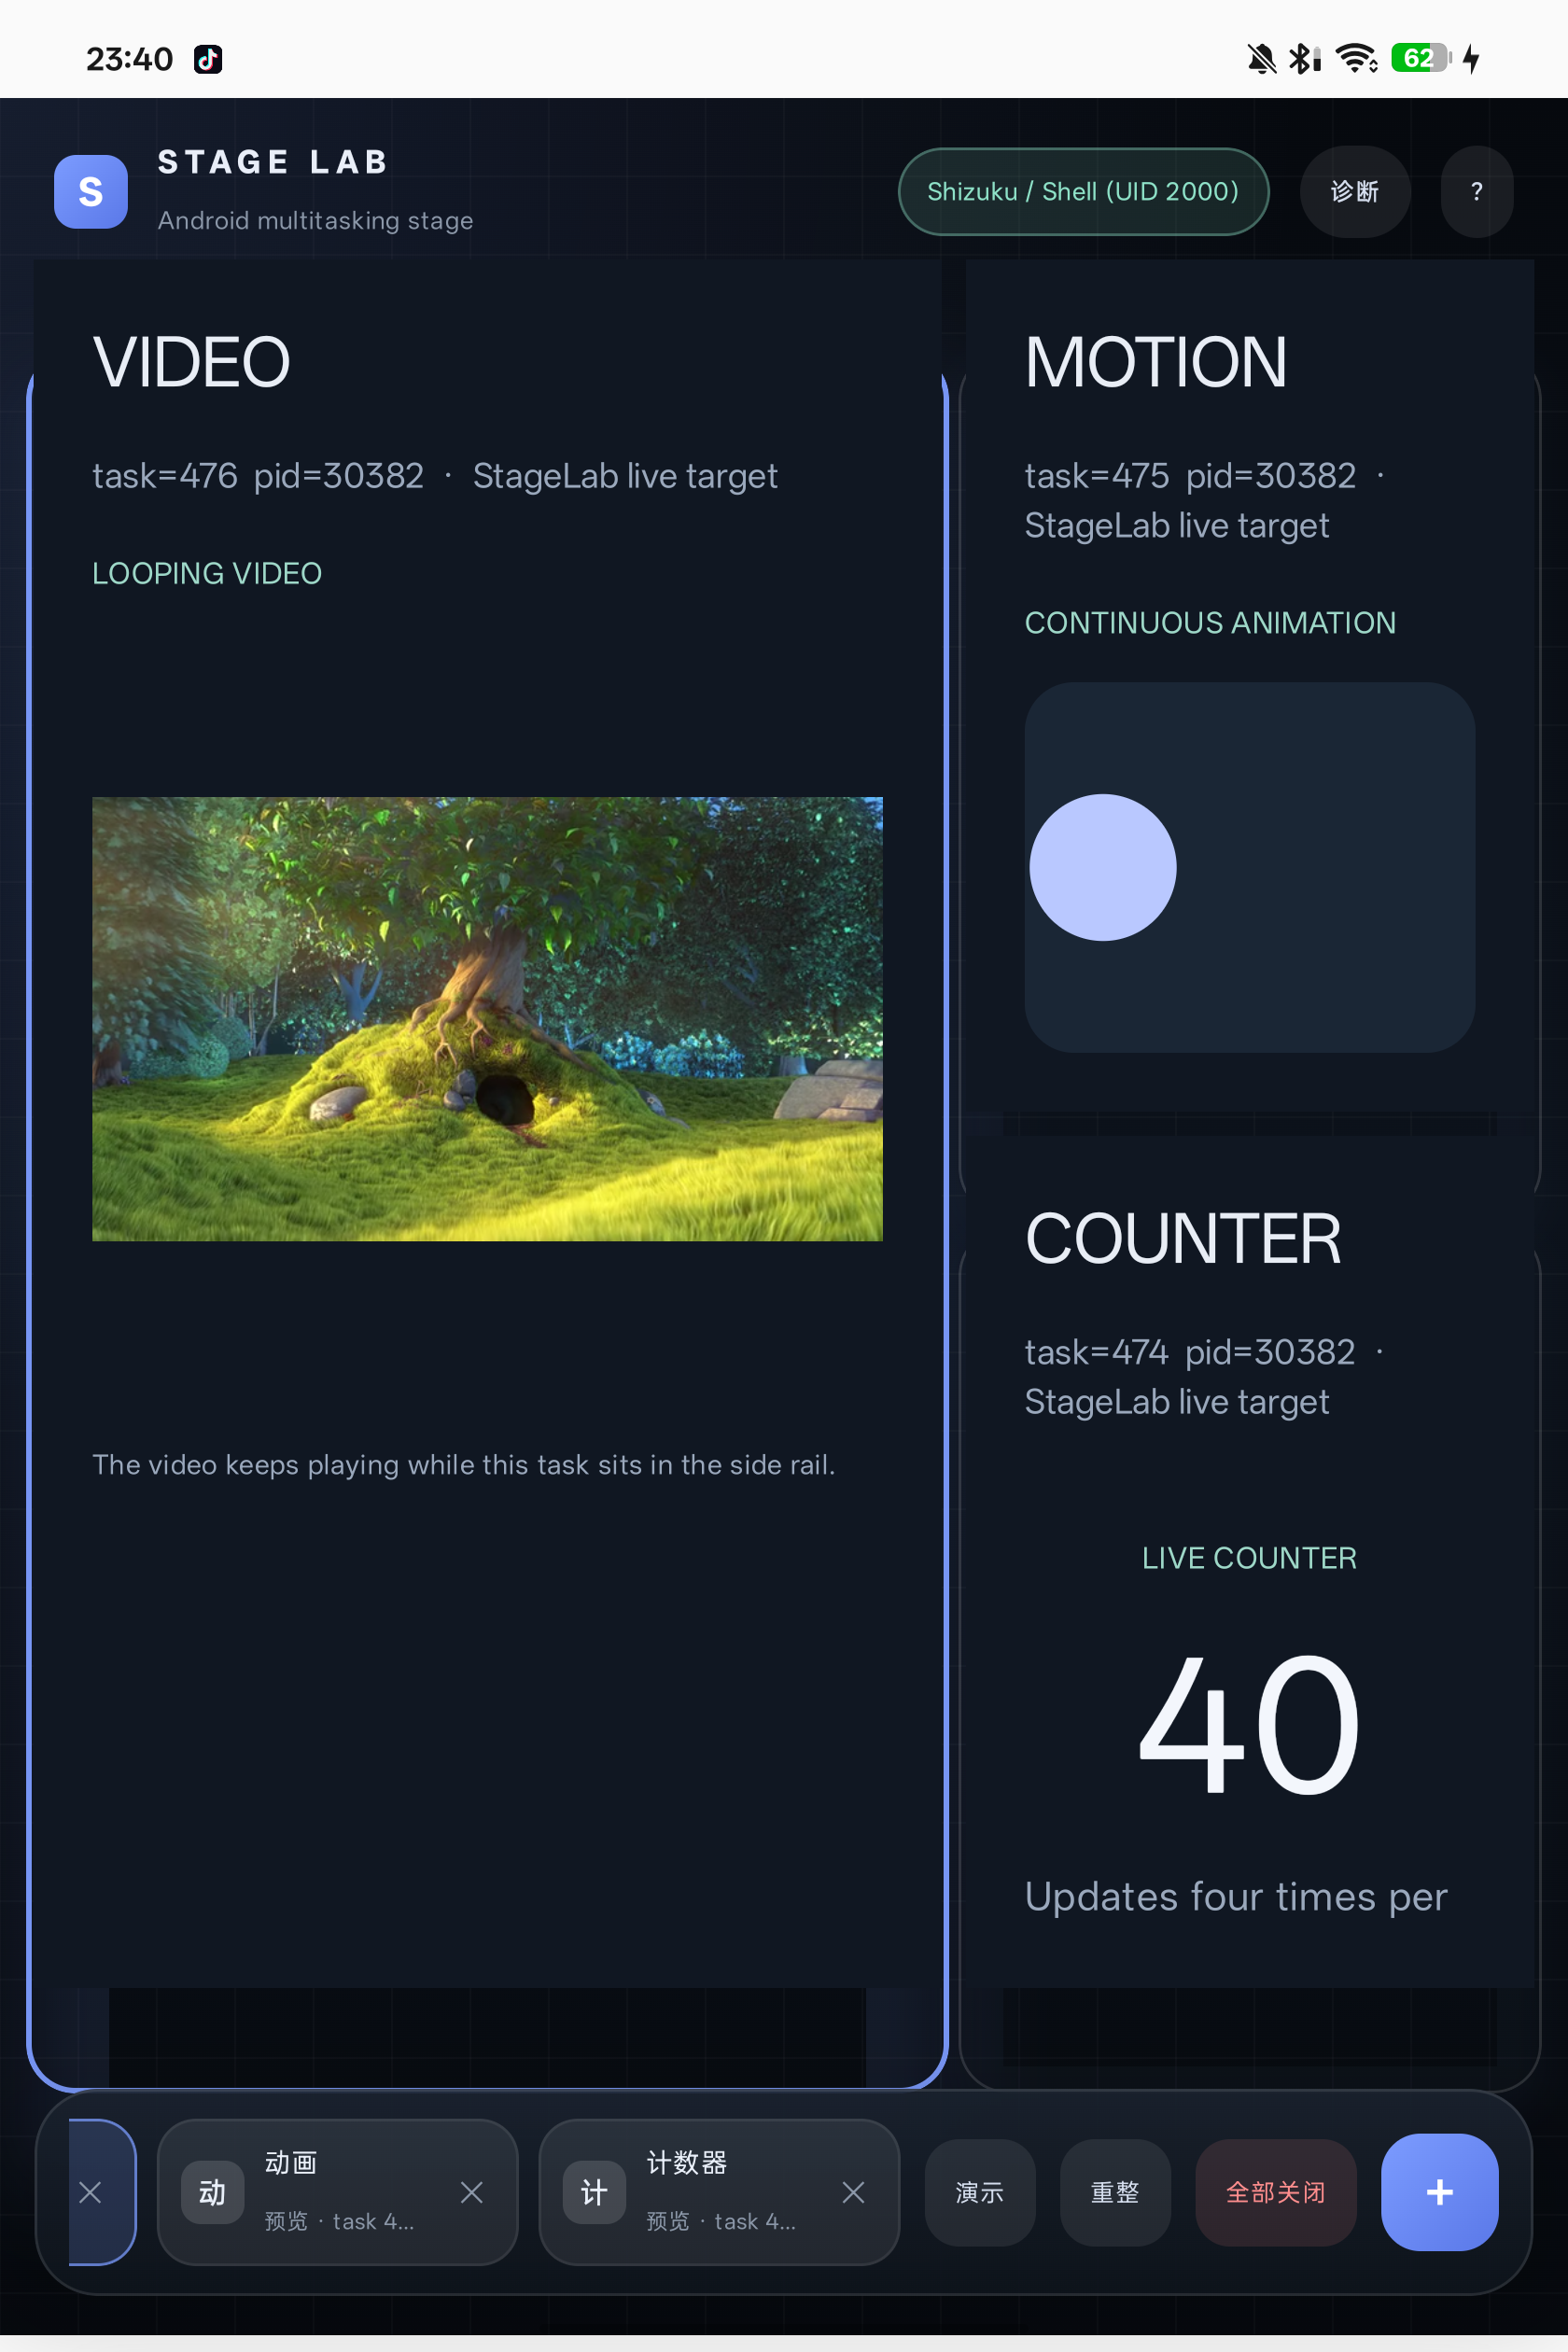 23:40
62
S
STAGE LAB
Android multitasking stage
Shizuku / Shell (UID 2000)
诊断
?
VIDEO
task=476 pid=30382 · StageLab live target
LOOPING VIDEO
The video keeps playing while this task sits in the side rail.
MOTION
task=475 pid=30382 ·
StageLab live target
CONTINUOUS ANIMATION
COUNTER
task=474 pid=30382 ·
StageLab live target
LIVE COUNTER
40
Updates four times per
动
动画
预览 · task 4...
计
计数器
预览 · task 4...
演示
重整
全部关闭
+